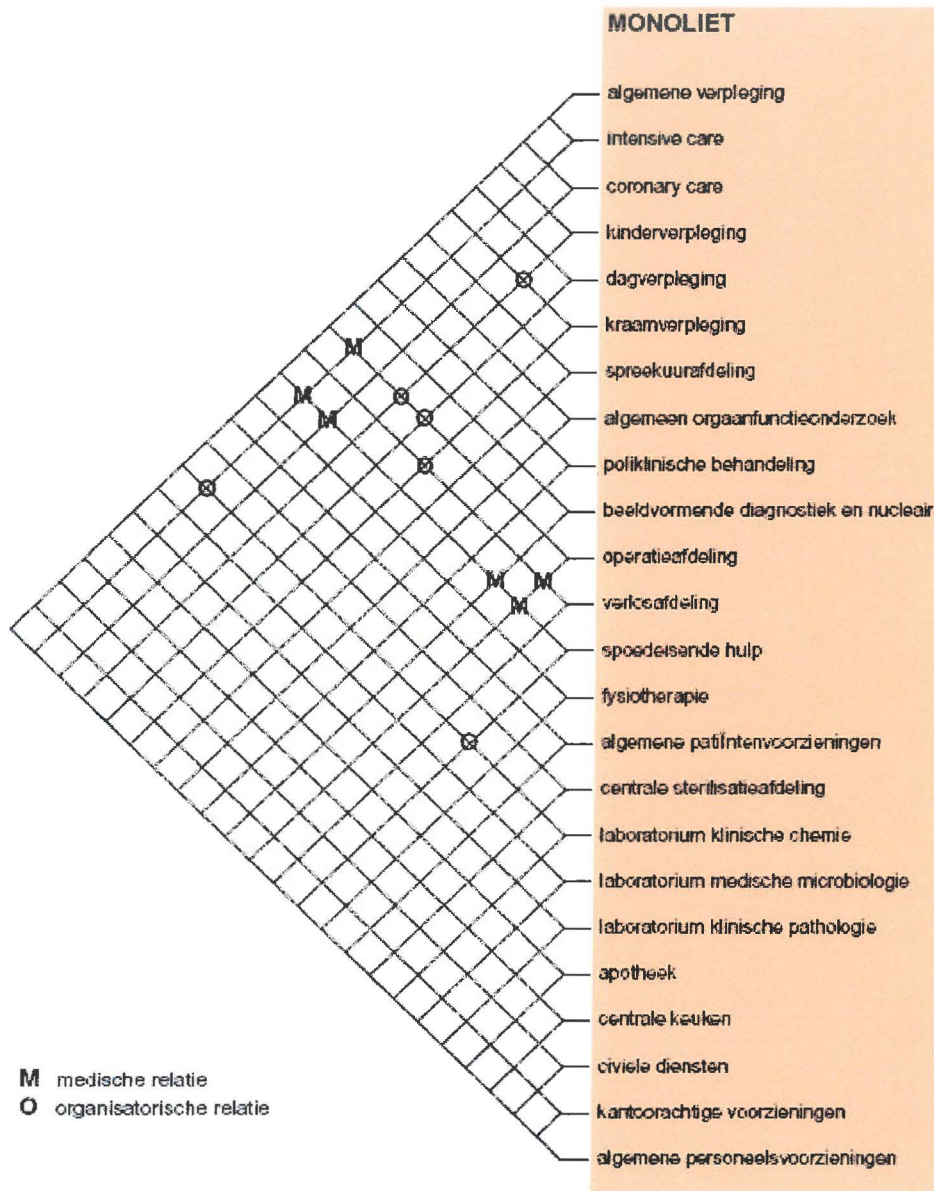 MONOLIET
algemene verpleging
intensive care
coronary care
kinderverpleging
dagverpleging
kraamverpleging
spreekuurafdeling
algemeen orgaanfunctieonderzoek
poliklinische behandeling
beeldvormende diagnostiek en nucleair
operatieafdeling
verlosafdeling
spoedeisende hulp
fysiotherapie
algemene patiïntenvoorzieningen
centrale sterilisatieafdeling
laboratorium klinische chemie
laboratorium medische microbiologie
laboratorium klinische pathologie
apotheek
centrale keuken
civiele diensten
kantoorachtige voorzieningen
algemene personeelsvoorzieningen
M
M
M
M
M
M
M medische relatie
O organisatorische relatie